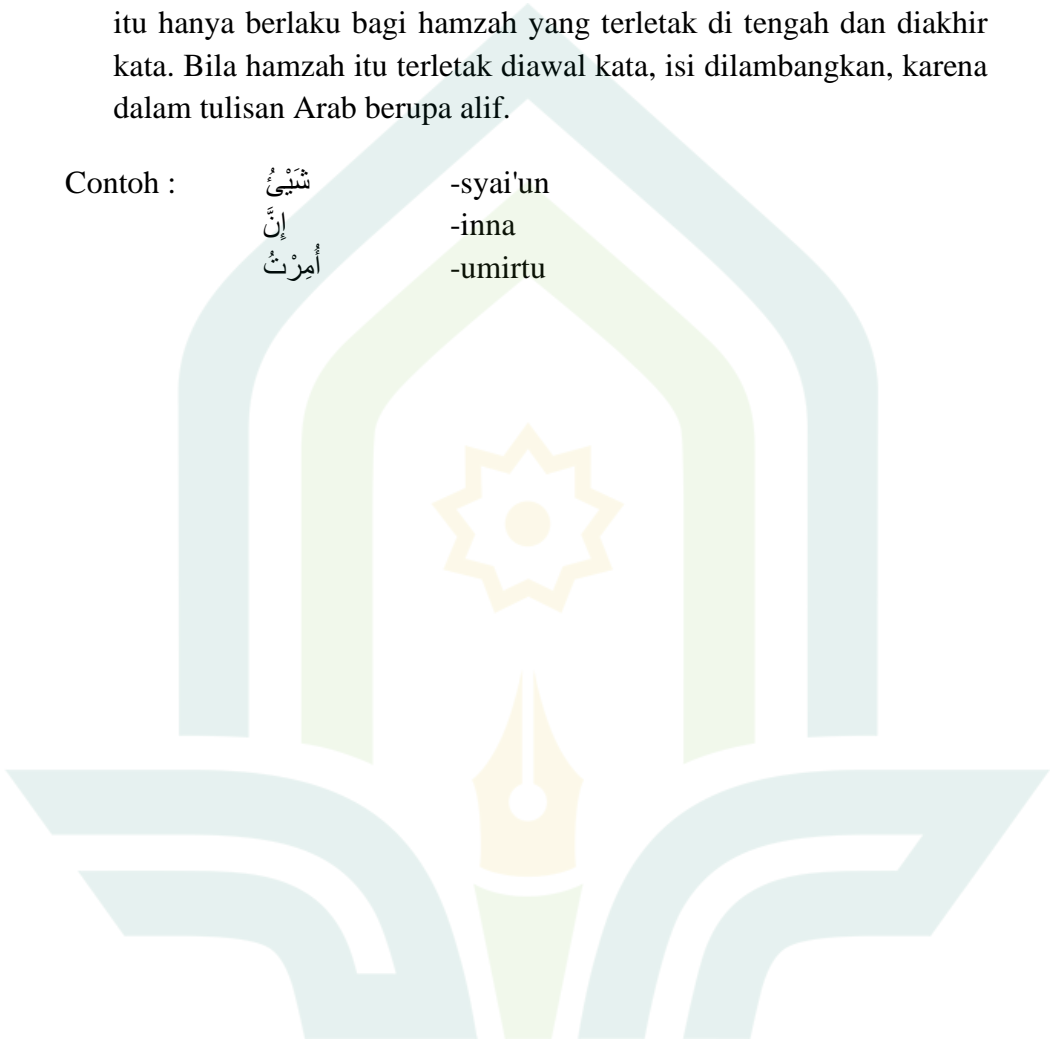 itu hanya berlaku bagi hamzah yang terletak di tengah dan diakhir
kata. Bila hamzah itu terletak diawal kata, isi dilambangkan, karena
dalam tulisan Arab berupa alif.
Contoh : شَيْئُ -syai'un
إِنَّ -inna
أُمِرْتُ -umirtu